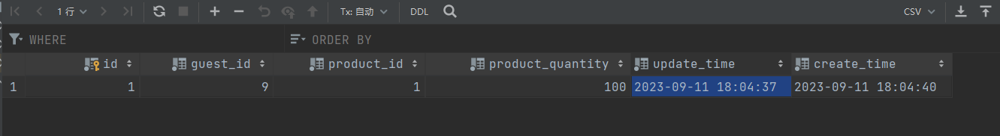 1 行 Tx: 自动 DDL CSV
WHERE ORDER BY
id guest_id product_id product_quantity update_time create_time
1 1 9 1 100 2023-09-11 18:04:37 2023-09-11 18:04:40